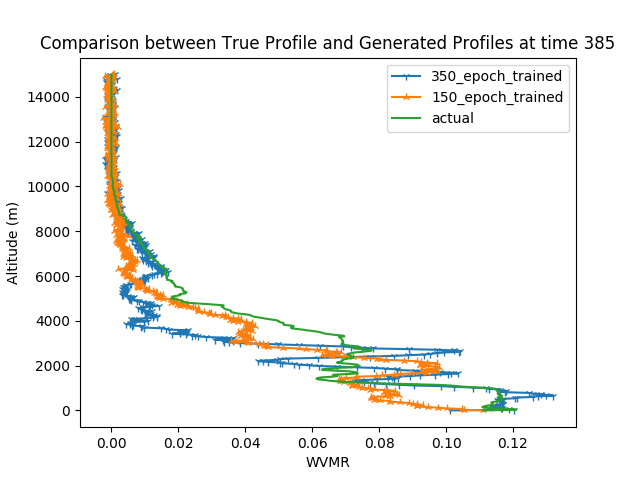 Comparison between True Profile and Generated Profiles at time 385
350_epoch_trained
150_epoch_trained
actual
Altitude (m)
14000
12000
10000
8000
6000
4000
2000
0
0.00 0.02 0.04 0.06 0.08 0.10 0.12
WVMR